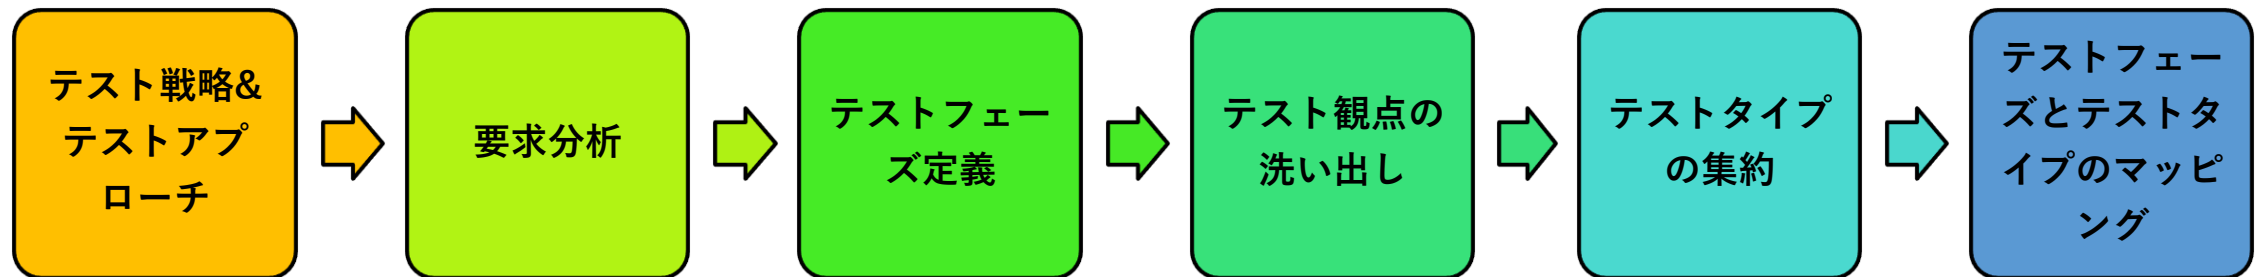 テスト戦略&
テストアプ
ローチ
要求分析
テストフェー
ズ定義
テスト観点の
洗い出し
テストタイプ
の集約
テストフェー
ズとテストタ
イプのマッピ
ング